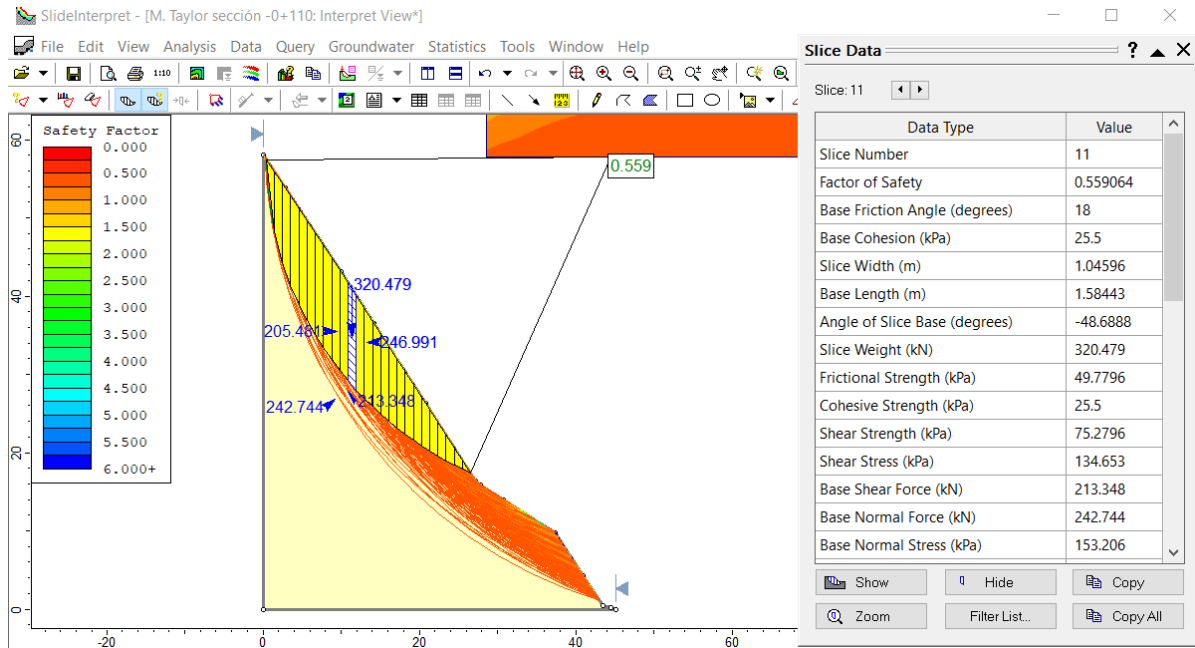 SlideInterpret - [M. Taylor sección -0+110: Interpret View*]
File Edit View Analysis Data Query Groundwater Statistics Tools Window Help
1:10
Safety Factor
0.000
0.500
1.000
1.500
2.000
2.500
3.000
3.500
4.000
4.500
5.000
5.500
6.000+
60
40
20
0
0.559
320.479
205.481
246.991
242.744
213.348
-20 0 20 40 60
Slice Data ?
Slice: 11
Data Type Value
Slice Number 11
Factor of Safety 0.559064
Base Friction Angle (degrees) 18
Base Cohesion (kPa) 25.5
Slice Width (m) 1.04596
Base Length (m) 1.58443
Angle of Slice Base (degrees) -48.6888
Slice Weight (kN) 320.479
Frictional Strength (kPa) 49.7796
Cohesive Strength (kPa) 25.5
Shear Strength (kPa) 75.2796
Shear Stress (kPa) 134.653
Base Shear Force (kN) 213.348
Base Normal Force (kN) 242.744
Base Normal Stress (kPa) 153.206
Show Hide Copy
Zoom Filter List... Copy All